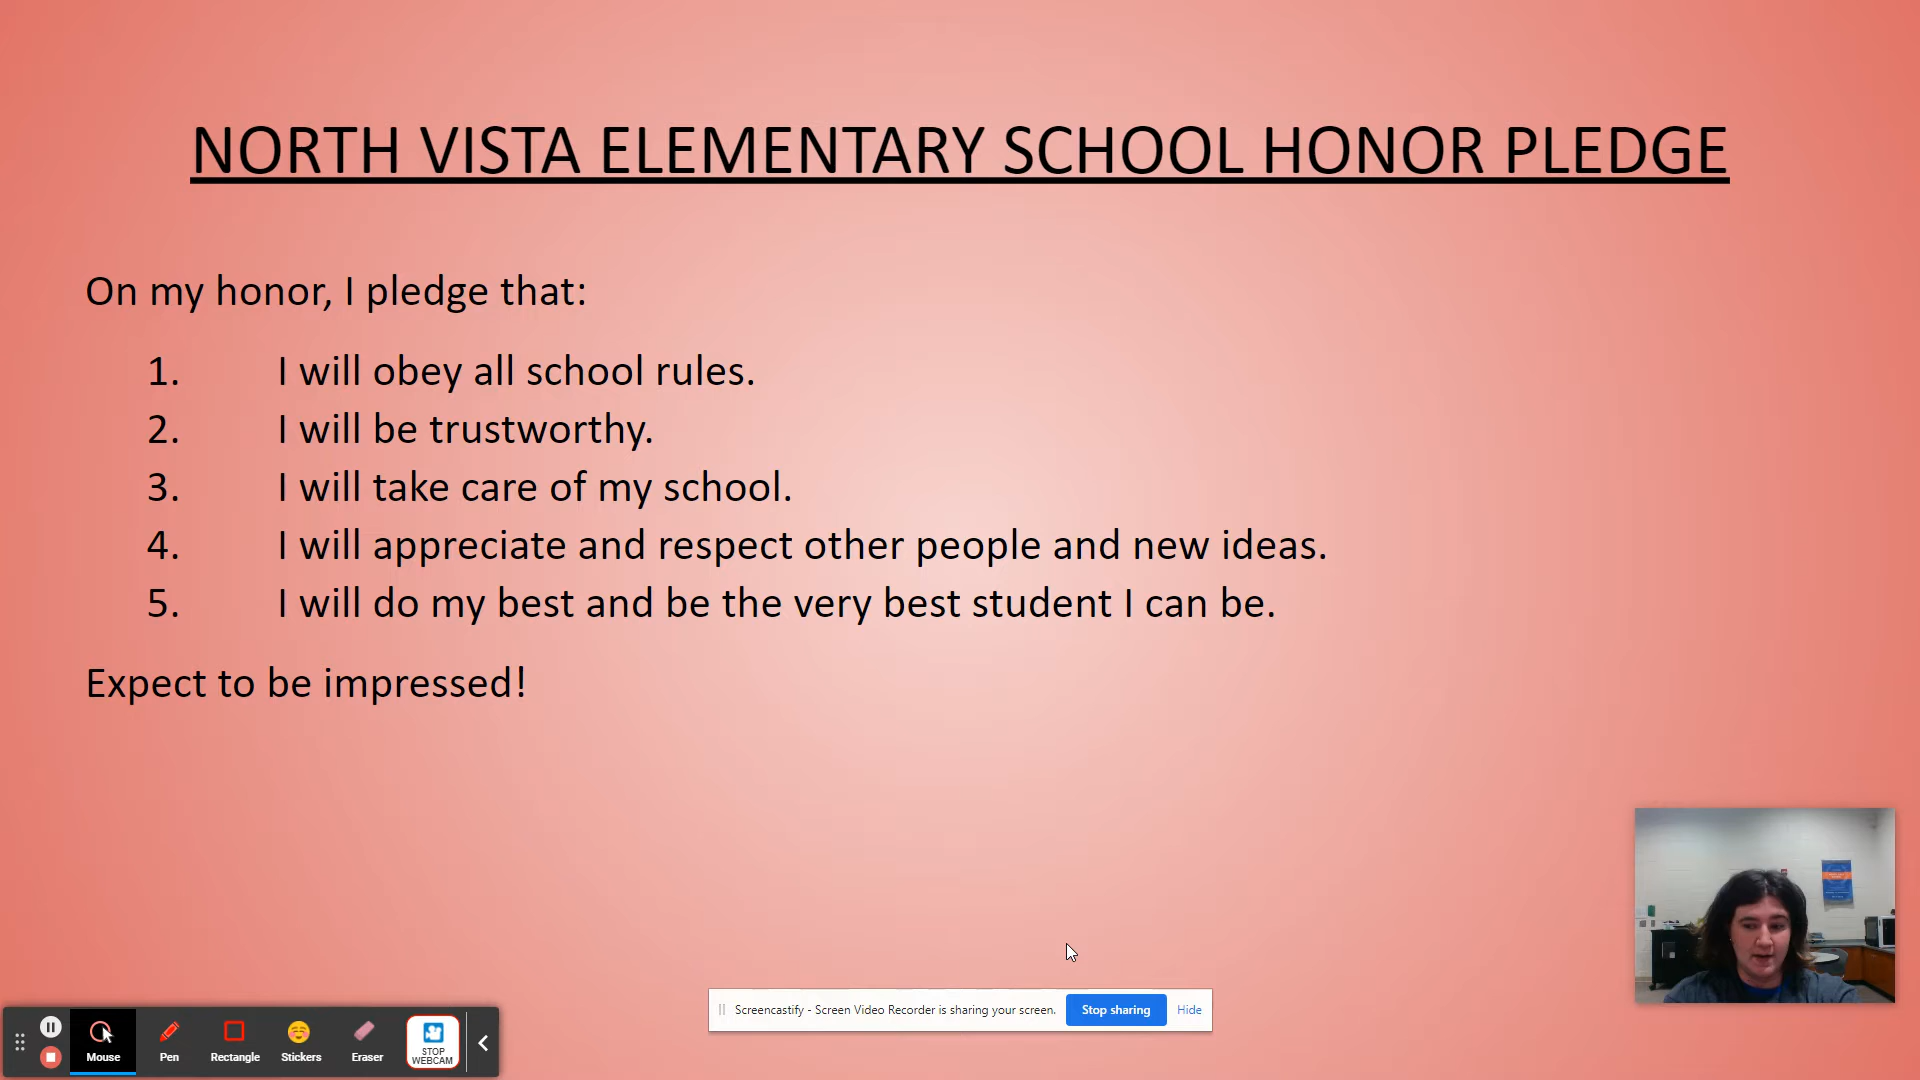 NORTH VISTA ELEMENTARY SCHOOL HONOR PLEDGE
On my honor, I pledge that:
1. I will obey all school rules.
2. I will be trustworthy.
3. I will take care of my school.
4. I will appreciate and respect other people and new ideas.
5. I will do my best and be the very best student I can be.
Expect to be impressed!
Screencastify - Screen Video Recorder is sharing your screen. Stop sharing Hide
Mouse Pen Rectangle Stickers Eraser STOP
WEBCAM